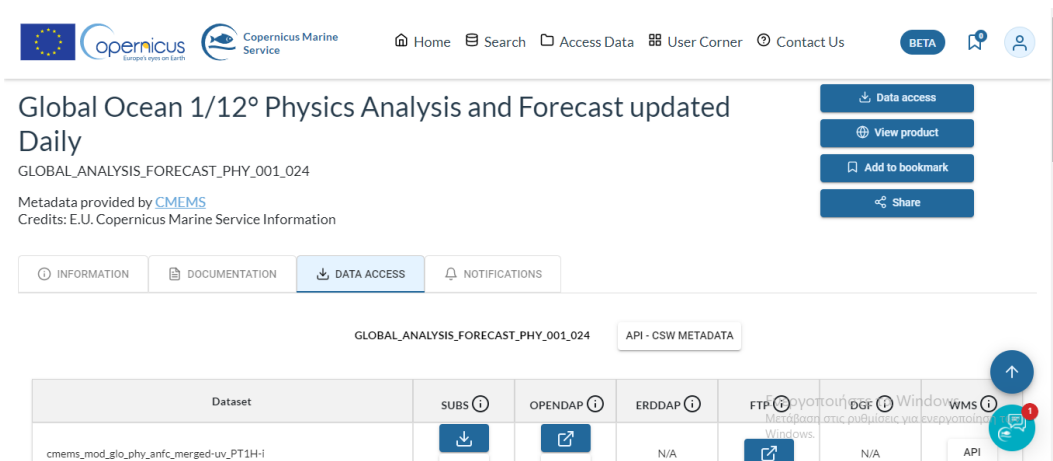 opernicus
Europe's eyes on Earth
Copernicus Marine
Service
Home Search Access Data User Corner Contact Us
BETA
0
Global Ocean 1/12° Physics Analysis and Forecast updated
Daily
GLOBAL_ANALYSIS_FORECAST_PHY_001_024
Metadata provided by CMEMS
Credits: E.U. Copernicus Marine Service Information
Data access
View product
Add to bookmark
Share
INFORMATION DOCUMENTATION DATA ACCESS NOTIFICATIONS
GLOBAL_ANALYSIS_FORECAST_PHY_001_024 API - CSW METADATA
Dataset SUBS OPENDAP ERDDAP FTP DGF WMS
Windows
Μετάβαση στις ρυθμίσεις για ενεργοποίηση
Windows.
1
cmems_mod_glo_phy_anfc_merged-uv_PT1H-i N/A N/A API